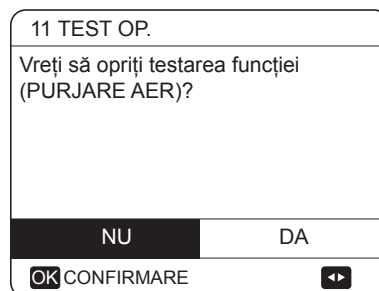 11 TEST OP.
Vreți să opriți testarea funcției
(PURJARE AER)?
NU DA
OK CONFIRMARE